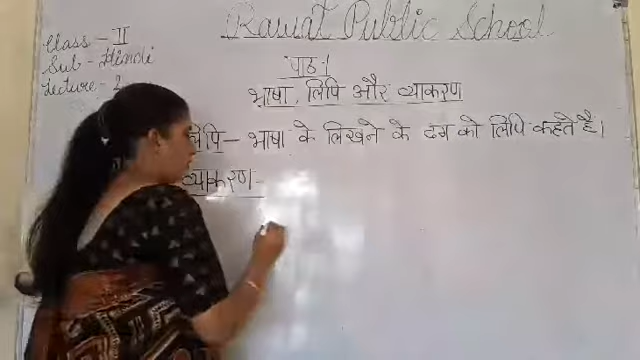 Rawat Public School
Class - II
Sub - Hindi
Lecture - 2
पाठ-1
भाषा, लिपि और व्याकरण
लिपि - भाषा के लिखने के ढंग को लिपि कहते हैं।
व्याकरण -